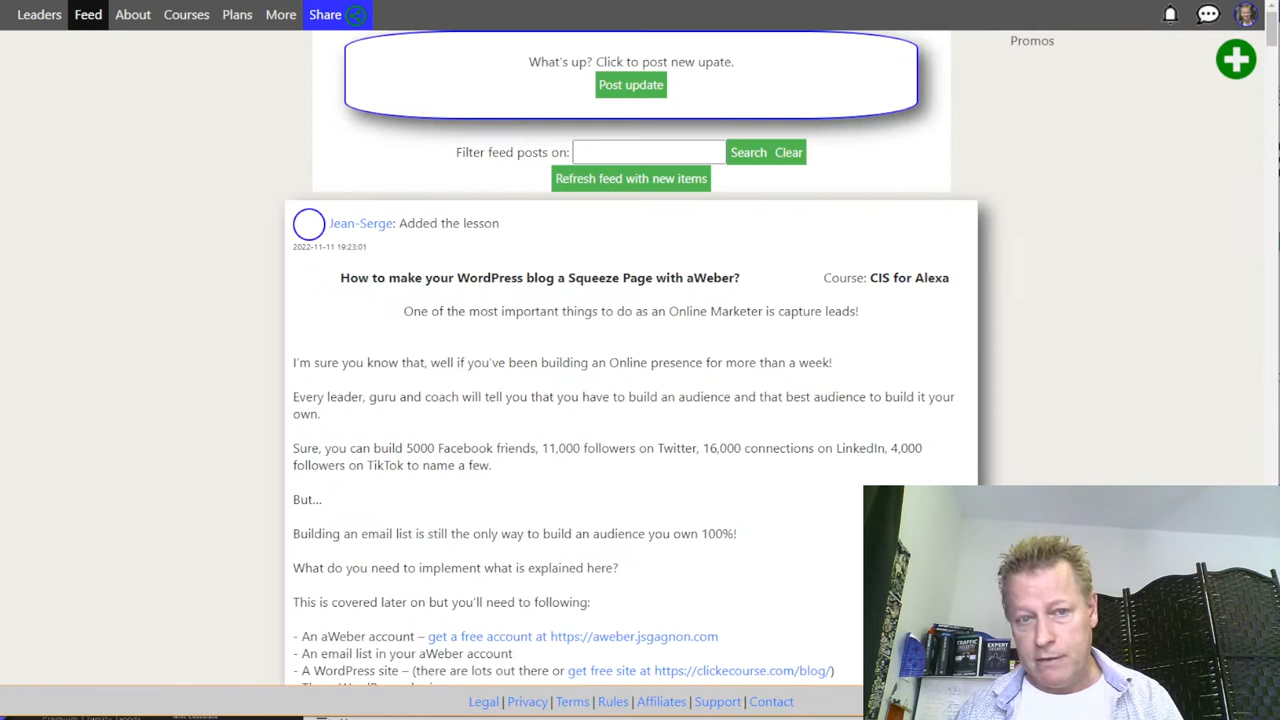 Leaders Feed About Courses Plans More Share
Promos
What's up? Click to post new upate.
Post update
Filter feed posts on: Search Clear
Refresh feed with new items
Jean-Serge: Added the lesson
2022-11-11 19:23:01
How to make your WordPress blog a Squeeze Page with aWeber? Course: CIS for Alexa
One of the most important things to do as an Online Marketer is capture leads!
I'm sure you know that, well if you've been building an Online presence for more than a week!
Every leader, guru and coach will tell you that you have to build an audience and that best audience to build it your
own.
Sure, you can build 5000 Facebook friends, 11,000 followers on Twitter, 16,000 connections on LinkedIn, 4,000
followers on TikTok to name a few.
But...
Building an email list is still the only way to build an audience you own 100%!
What do you need to implement what is explained here?
This is covered later on but you'll need to following:
- An aWeber account – get a free account at https://aweber.jsgagnon.com
- An email list in your aWeber account
- A WordPress site – (there are lots out there or get free site at https://clickecourse.com/blog/)
TRAFFIC
SECRETS
EXPERT
SECRETS
Legal | Privacy | Terms | Rules | Affiliates | Support | Contact